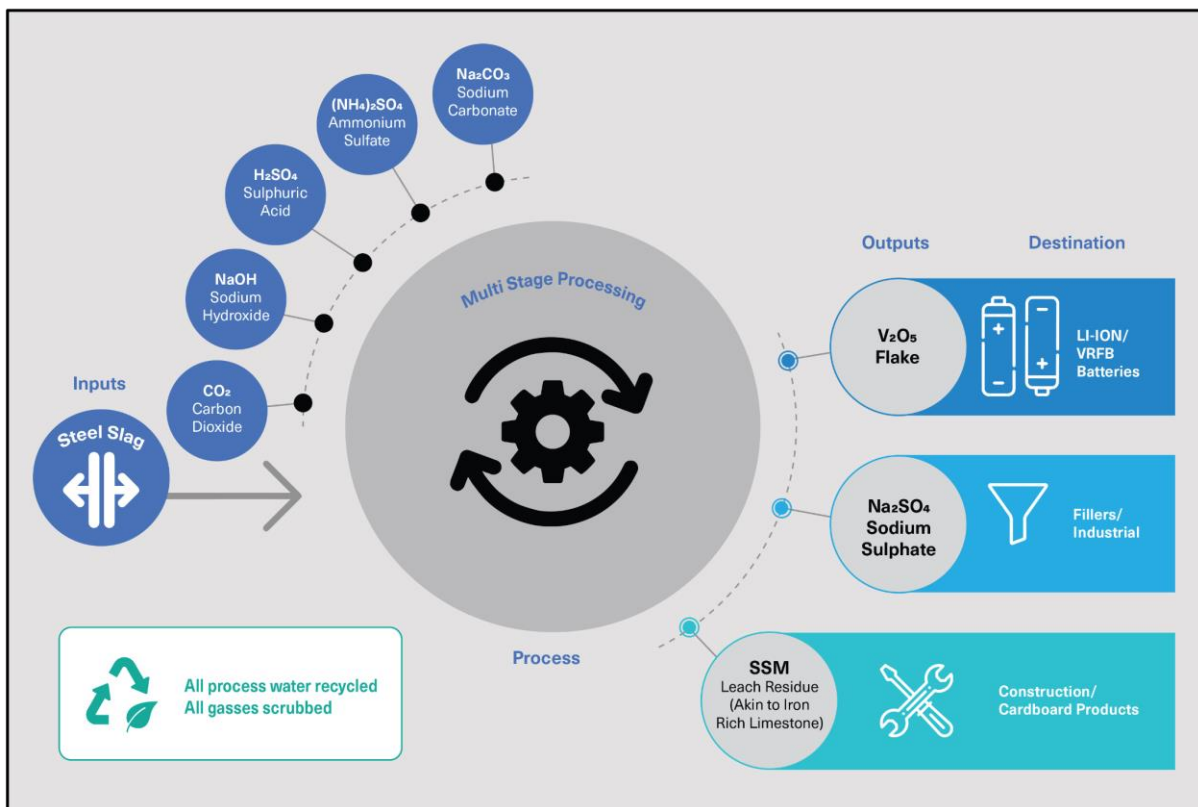 Na₂CO₃
Sodium
Carbonate
(NH₄)₂SO₄
Ammonium
Sulfate
H₂SO₄
Sulphuric
Acid
NaOH
Sodium
Hydroxide
CO₂
Carbon
Dioxide
Inputs
Steel Slag
Multi Stage Processing
Process
Outputs
Destination
V₂O₅
Flake
LI-ION/
VRFB
Batteries
Na₂SO₄
Sodium
Sulphate
Fillers/
Industrial
SSM
Leach Residue
(Akin to Iron
Rich Limestone)
Construction/
Cardboard Products
All process water recycled
All gasses scrubbed